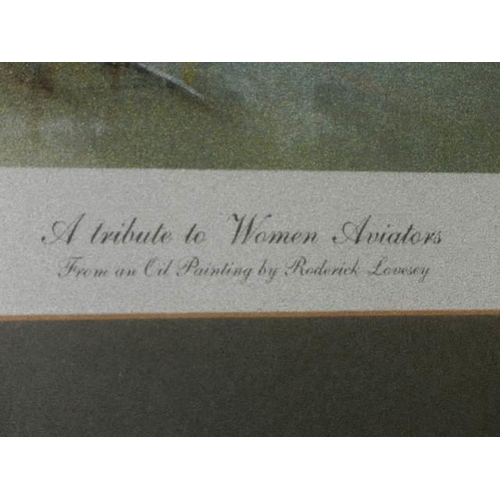 A tribute to Women Aviators
From an Oil Painting by Roderick Lovesey